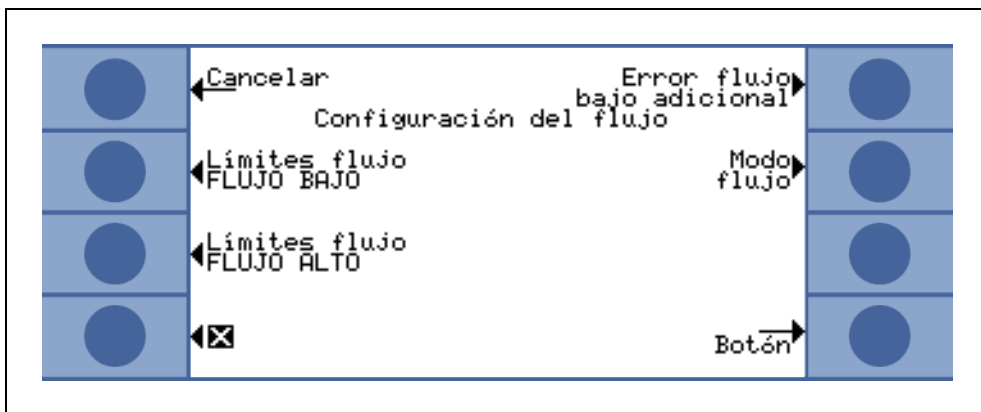 Cancelar
Error flujo
bajo adicional
Configuración del flujo
Límites flujo
FLUJO BAJO
Modo
flujo
Límites flujo
FLUJO ALTO
Botón